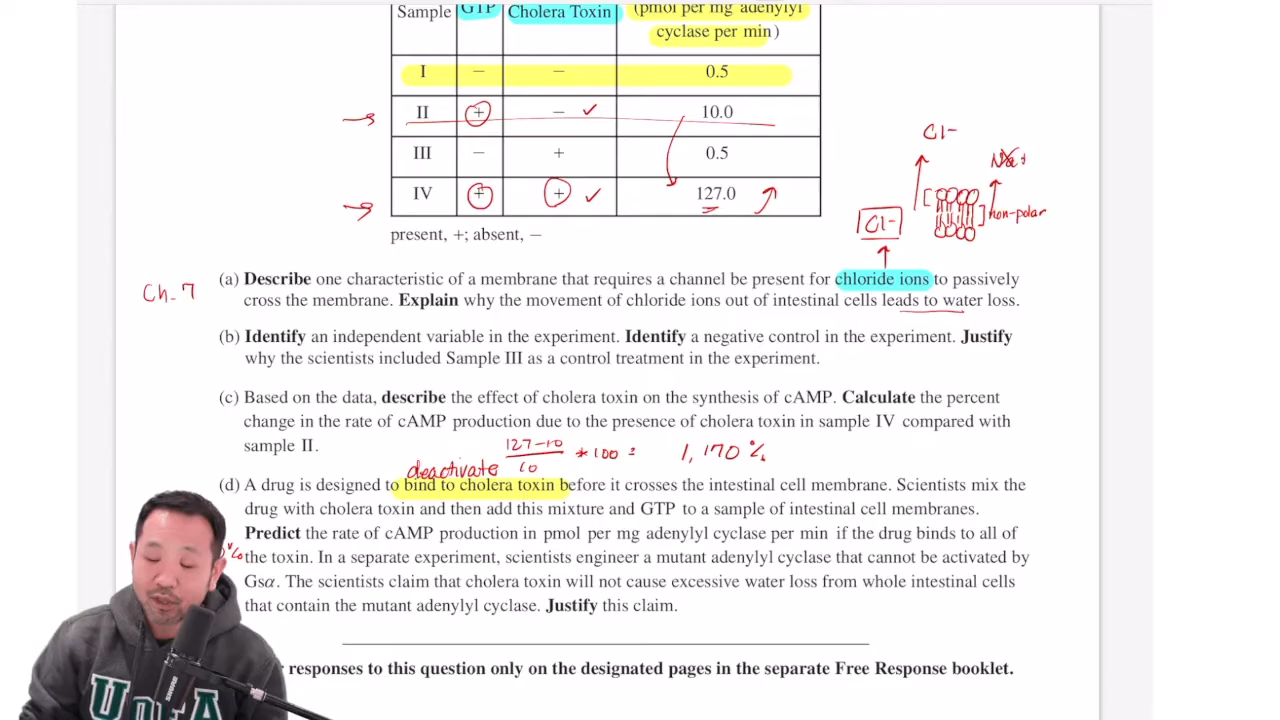 Sample GTP Cholera Toxin (pmol per mg adenylyl
cyclase per min)
I − − 0.5
II + − ✓ 10.0
III − + 0.5
IV + + ✓ 127.0
present, +; absent, −
Cl-
Na+
Cl-
non-polar
Ch. 7
(a) Describe one characteristic of a membrane that requires a channel be present for chloride ions to passively
cross the membrane. Explain why the movement of chloride ions out of intestinal cells leads to water loss.
(b) Identify an independent variable in the experiment. Identify a negative control in the experiment. Justify
why the scientists included Sample III as a control treatment in the experiment.
(c) Based on the data, describe the effect of cholera toxin on the synthesis of cAMP. Calculate the percent
change in the rate of cAMP production due to the presence of cholera toxin in sample IV compared with
sample II.
127-10
10
* 100 = 1,170 %
deactivate
(d) A drug is designed to bind to cholera toxin before it crosses the intestinal cell membrane. Scientists mix the
drug with cholera toxin and then add this mixture and GTP to a sample of intestinal cell membranes.
Predict the rate of cAMP production in pmol per mg adenylyl cyclase per min if the drug binds to all of
the toxin. In a separate experiment, scientists engineer a mutant adenylyl cyclase that cannot be activated by
Gsα. The scientists claim that cholera toxin will not cause excessive water loss from whole intestinal cells
that contain the mutant adenylyl cyclase. Justify this claim.
responses to this question only on the designated pages in the separate Free Response booklet.
SHURE